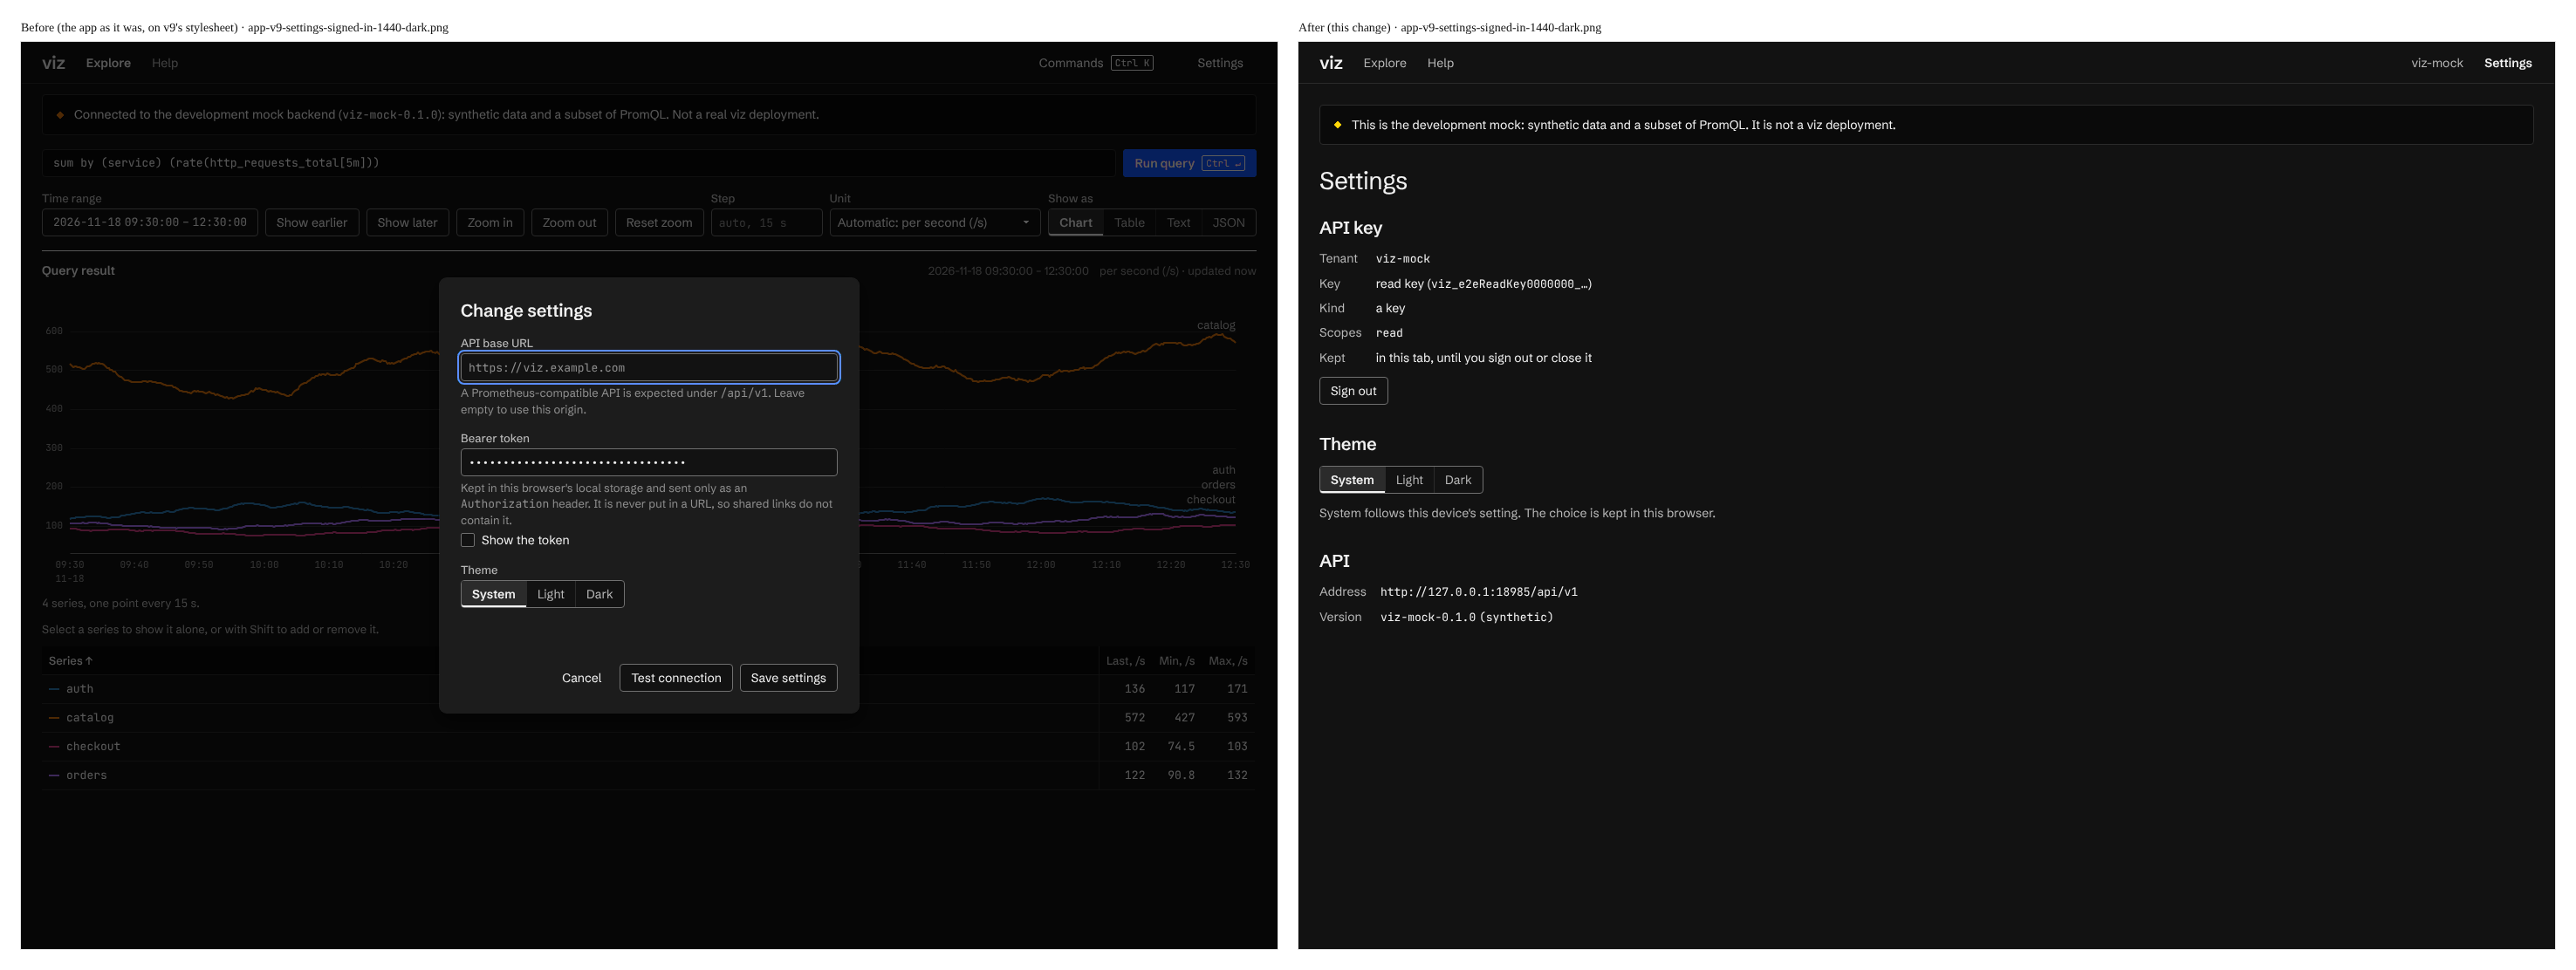 Before (the app as it was, on v9's stylesheet) · app-v9-settings-signed-in-1440-dark.png
viz Explore Help Commands Ctrl K Settings
Connected to the development mock backend (viz-mock-0.1.0): synthetic data and a subset of PromQL. Not a real viz deployment.
sum by (service) (rate(http_requests_total[5m])) Run query Ctrl ↵
Time range Step Unit Show as
2026-11-18 09:30:00 – 12:30:00 Show earlier Show later Zoom in Zoom out Reset zoom auto, 15 s Automatic: per second (/s) Chart Table Text JSON
Query result 2026-11-18 09:30:00 – 12:30:00 per second (/s) · updated now
600
500
400
300
200
100
catalog
auth
orders
checkout
09:30 09:40 09:50 10:00 10:10 10:20 11:40 11:50 12:00 12:10 12:20 12:30
11-18
4 series, one point every 15 s.
Select a series to show it alone, or with Shift to add or remove it.
Series ↑ Last, /s Min, /s Max, /s
auth 136 117 171
catalog 572 427 593
checkout 102 74.5 103
orders 122 90.8 132
Change settings
API base URL
https://viz.example.com
A Prometheus-compatible API is expected under /api/v1. Leave
empty to use this origin.
Bearer token
••••••••••••••••••••••••••••••••
Kept in this browser's local storage and sent only as an
Authorization header. It is never put in a URL, so shared links do not
contain it.
Show the token
Theme
System Light Dark
Cancel Test connection Save settings
After (this change) · app-v9-settings-signed-in-1440-dark.png
viz Explore Help viz-mock Settings
This is the development mock: synthetic data and a subset of PromQL. It is not a viz deployment.
Settings
API key
Tenant viz-mock
Key read key (viz_e2eReadKey0000000_…)
Kind a key
Scopes read
Kept in this tab, until you sign out or close it
Sign out
Theme
System Light Dark
System follows this device's setting. The choice is kept in this browser.
API
Address http://127.0.0.1:18985/api/v1
Version viz-mock-0.1.0 (synthetic)